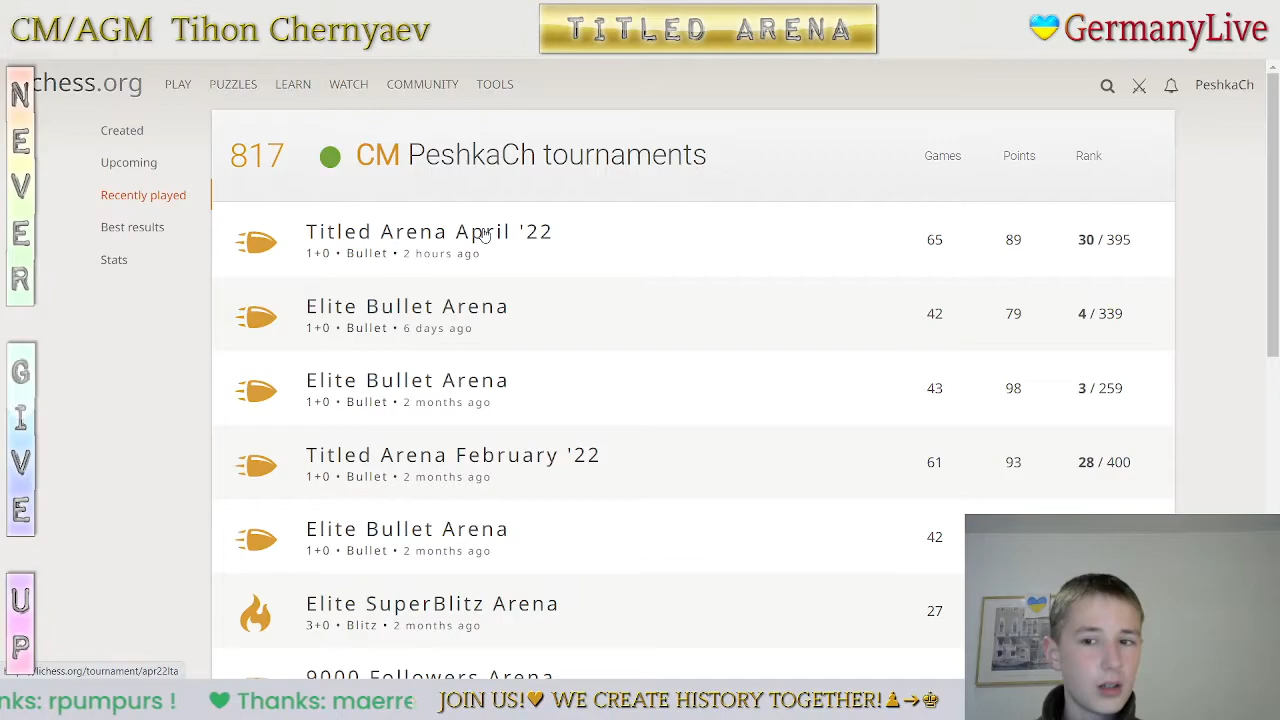 CM/AGM Tihon Chernyaev
TITLED ARENA
GermanyLive
NEVER
GIVE
UP
chess.org
PLAY PUZZLES LEARN WATCH COMMUNITY TOOLS
PeshkaCh
Created
Upcoming
Recently played
Best results
Stats
817 CM PeshkaCh tournaments
Games Points Rank
Titled Arena April '22
1+0 • Bullet • 2 hours ago
65 89 30 / 395
Elite Bullet Arena
1+0 • Bullet • 6 days ago
42 79 4 / 339
Elite Bullet Arena
1+0 • Bullet • 2 months ago
43 98 3 / 259
Titled Arena February '22
1+0 • Bullet • 2 months ago
61 93 28 / 400
Elite Bullet Arena
1+0 • Bullet • 2 months ago
42
Elite SuperBlitz Arena
3+0 • Blitz • 2 months ago
27
9000 Followers Arena
lichess.org/tournament/apr22lta
nks: rpumpurs !
Thanks: maerre
JOIN US! WE CREATE HISTORY TOGETHER!